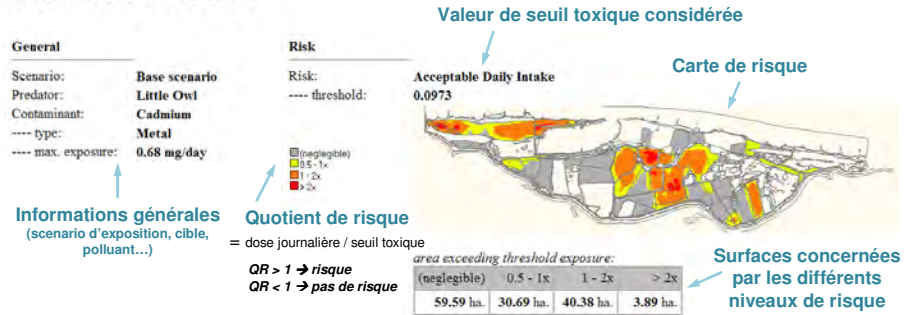 Valeur de seuil toxique considérée
General
Risk
Carte de risque
Scenario: Base scenario
Predator: Little Owl
Contaminant: Cadmium
---- type: Metal
---- max. exposure: 0.68 mg/day
Risk: Acceptable Daily Intake
---- threshold: 0.0973
(neglegible)
0.5 - 1x
1 - 2x
> 2x
Informations générales
(scenario d'exposition, cible,
polluant…)
Quotient de risque
= dose journalière / seuil toxique
QR > 1 → risque
QR < 1 → pas de risque
area exceeding threshold exposure:
(neglegible) 0.5 - 1x 1 - 2x > 2x
59.59 ha. 30.69 ha. 40.38 ha. 3.89 ha.
Surfaces concernées
par les différents
niveaux de risque